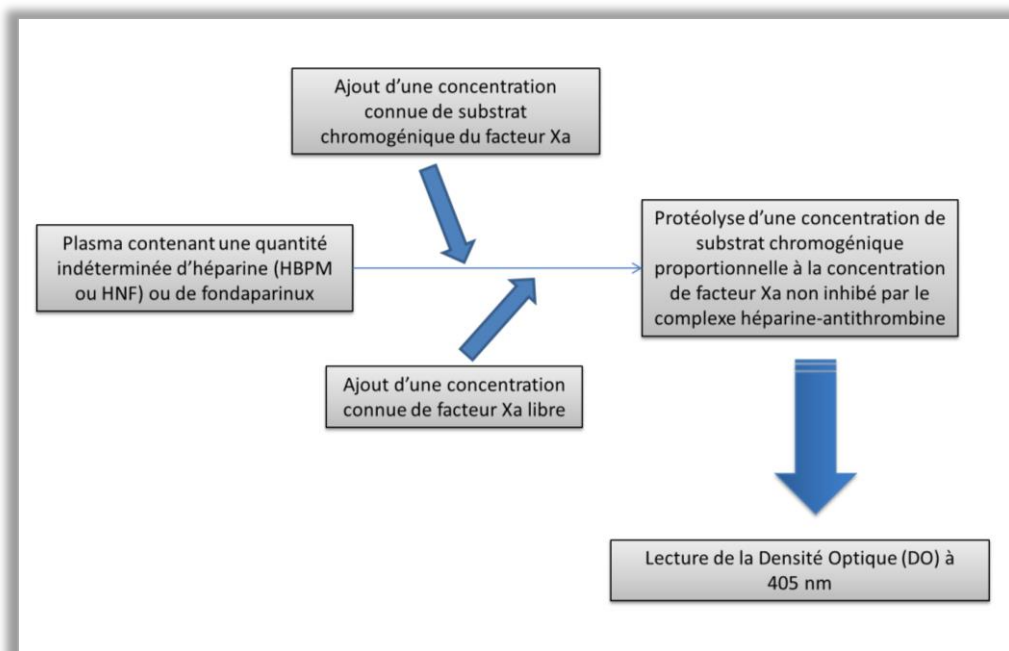 Ajout d'une concentration
connue de substrat
chromogénique du facteur Xa
Plasma contenant une quantité
indéterminée d'héparine (HBPM
ou HNF) ou de fondaparinux
Protéolyse d'une concentration de
substrat chromogénique
proportionnelle à la concentration
de facteur Xa non inhibé par le
complexe héparine-antithrombine
Ajout d'une concentration
connue de facteur Xa libre
Lecture de la Densité Optique (DO) à
405 nm